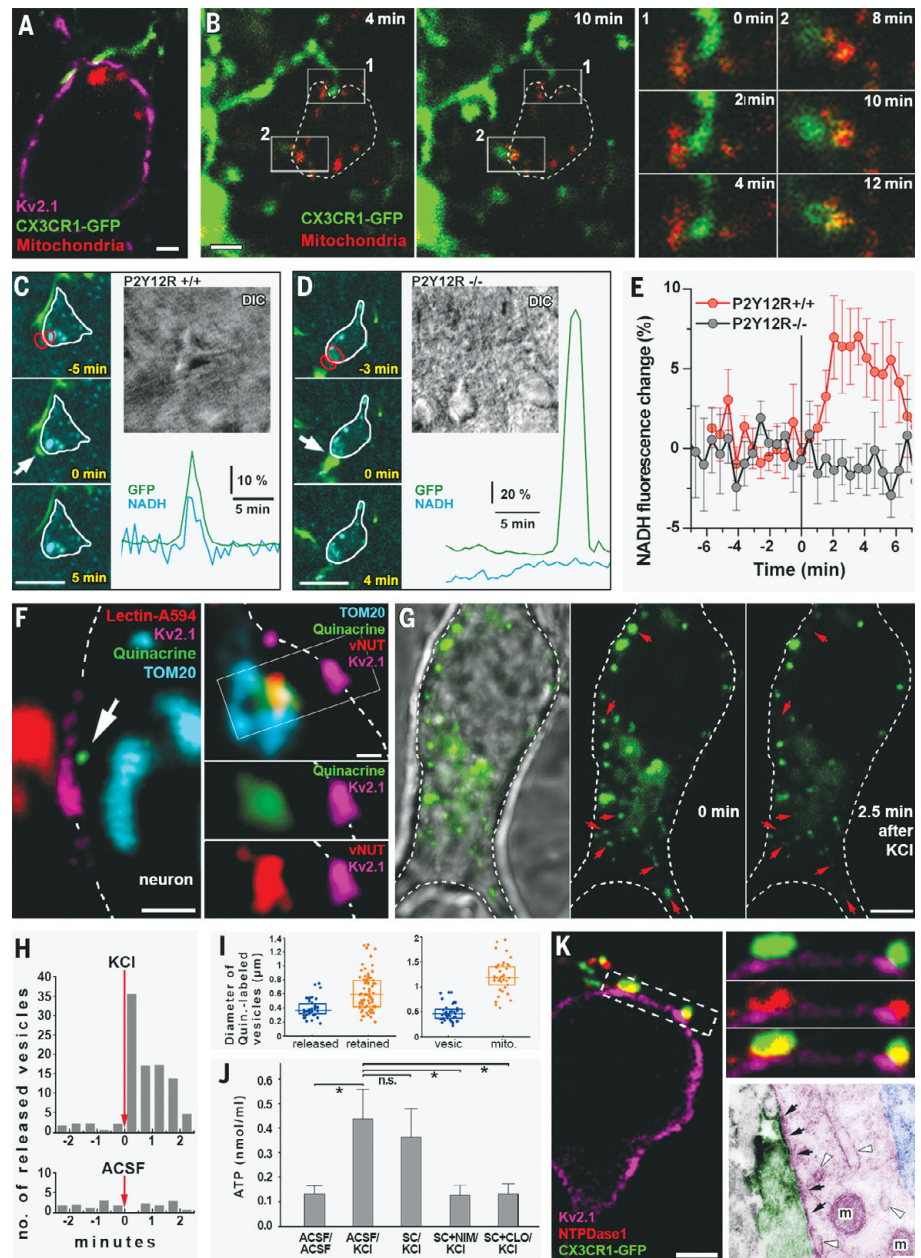 A
Kv2.1
CX3CR1-GFP
Mitochondria
B
4 min
1
2
CX3CR1-GFP
Mitochondria
10 min
1
2
1
0 min
2
8 min
2 min
10 min
4 min
12 min
C
P2Y12R +/+
DIC
-5 min
0 min
5 min
10 %
5 min
GFP
NADH
D
P2Y12R -/-
DIC
-3 min
0 min
4 min
20 %
5 min
GFP
NADH
E
P2Y12R+/+
P2Y12R-/-
NADH fluorescence change (%)
10
5
0
-5
-6 -4 -2 0 2 4 6
Time (min)
F
Lectin-A594
Kv2.1
Quinacrine
TOM20
neuron
TOM20
Quinacrine
vNUT
Kv2.1
Quinacrine
Kv2.1
vNUT
Kv2.1
G
0 min
2.5 min
after
KCl
H
KCl
no. of released vesicles
40
35
30
25
20
15
10
5
0
-2 -1 0 1 2
ACSF
10
5
0
-2 -1 0 1 2
minutes
I
Diameter of
Quin.-labeled
vesicles (µm)
1.4
1.2
1.0
0.8
0.6
0.4
0.2
0
released retained
2.0
1.6
1.2
0.8
0.4
0
vesic mito.
J
ATP (nmol/ml)
0.6
0.5
0.4
0.3
0.2
0.1
0.0
*
n.s.
*
*
ACSF/
ACSF
ACSF/
KCl
SC/
KCl
SC+NIM/
KCl
SC+CLO/
KCl
K
Kv2.1
NTPDase1
CX3CR1-GFP
m
m